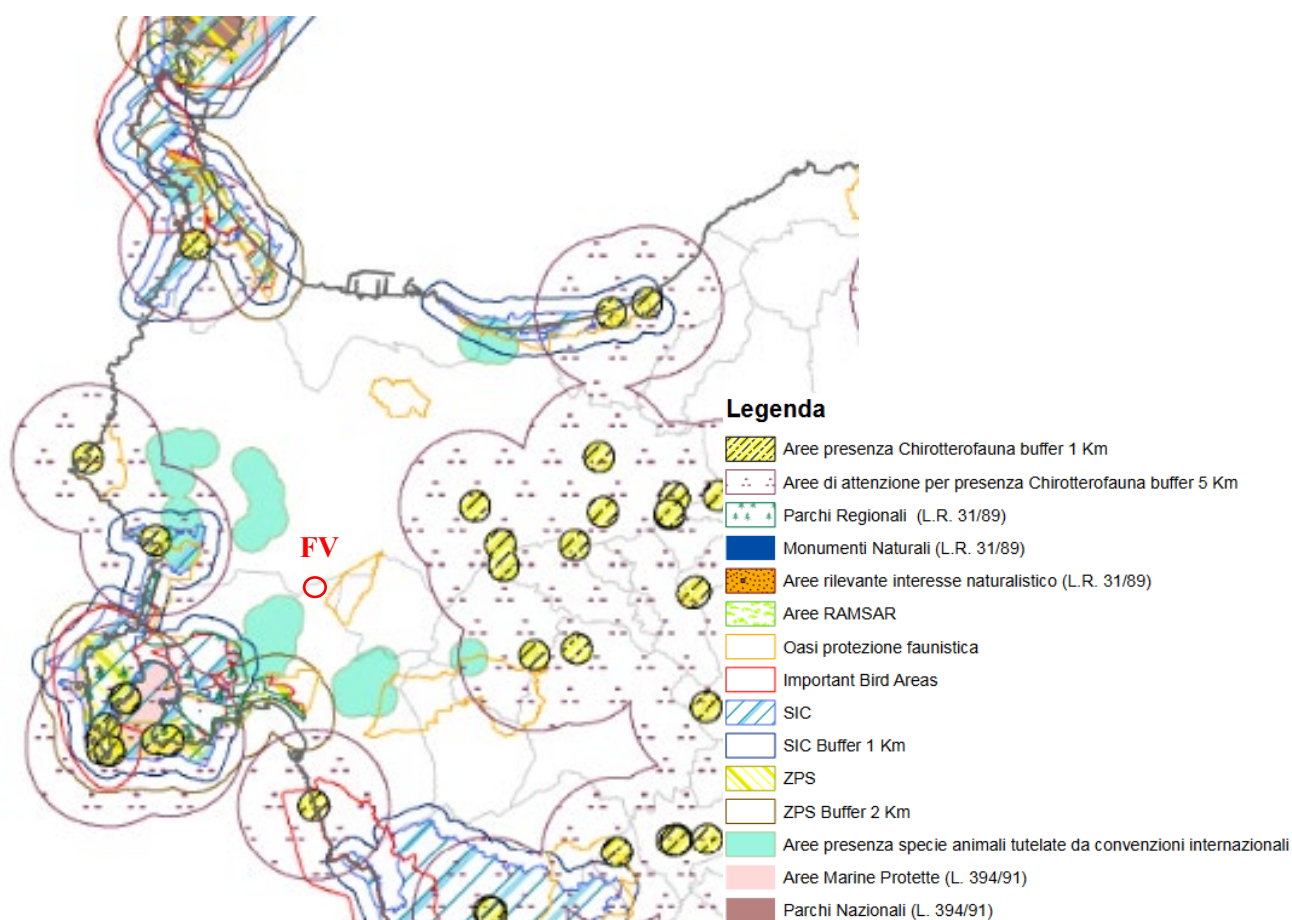 FV
Legenda
Aree presenza Chirotterofauna buffer 1 Km
Aree di attenzione per presenza Chirotterofauna buffer 5 Km
Parchi Regionali (L.R. 31/89)
Monumenti Naturali (L.R. 31/89)
Aree rilevante interesse naturalistico (L.R. 31/89)
Aree RAMSAR
Oasi protezione faunistica
Important Bird Areas
SIC
SIC Buffer 1 Km
ZPS
ZPS Buffer 2 Km
Aree presenza specie animali tutelate da convenzioni internazionali
Aree Marine Protette (L. 394/91)
Parchi Nazionali (L. 394/91)